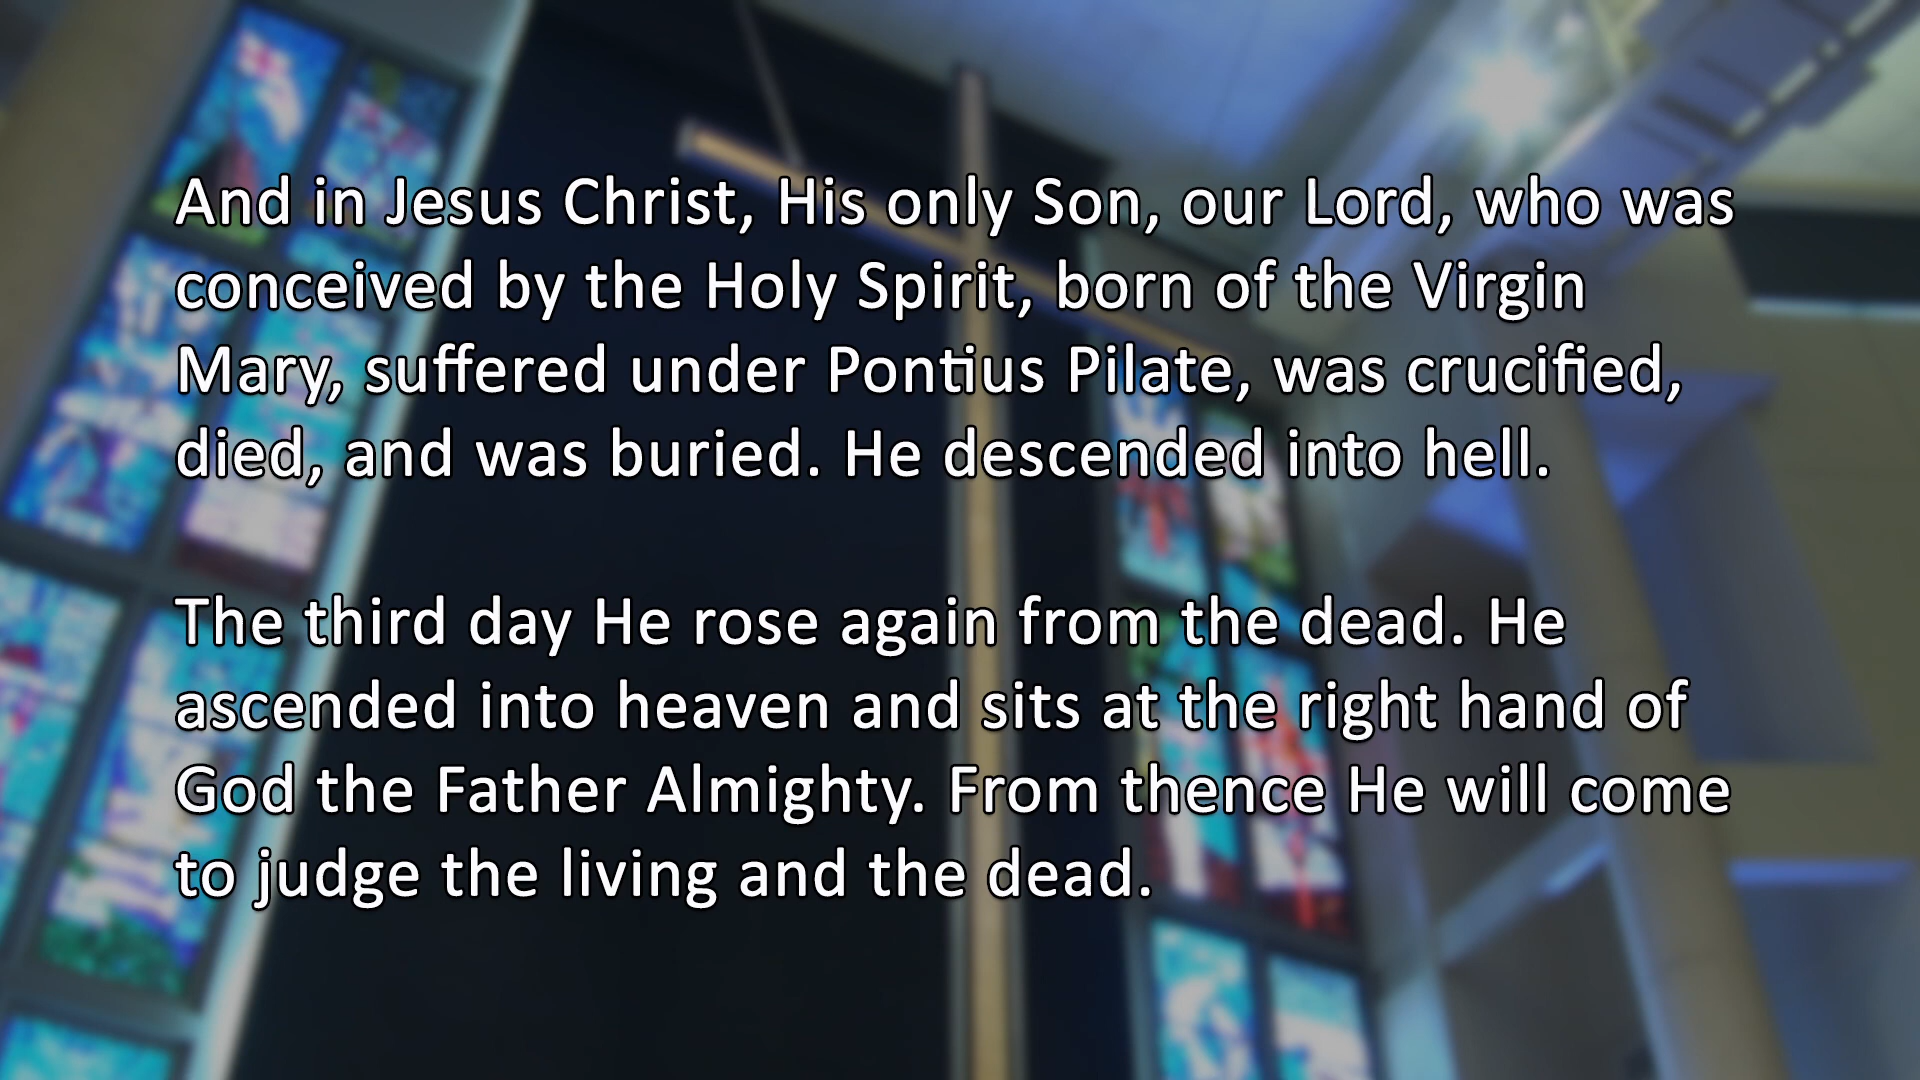 And in Jesus Christ, His only Son, our Lord, who was
conceived by the Holy Spirit, born of the Virgin
Mary, suffered under Pontius Pilate, was crucified,
died, and was buried. He descended into hell.
The third day He rose again from the dead. He
ascended into heaven and sits at the right hand of
God the Father Almighty. From thence He will come
to judge the living and the dead.